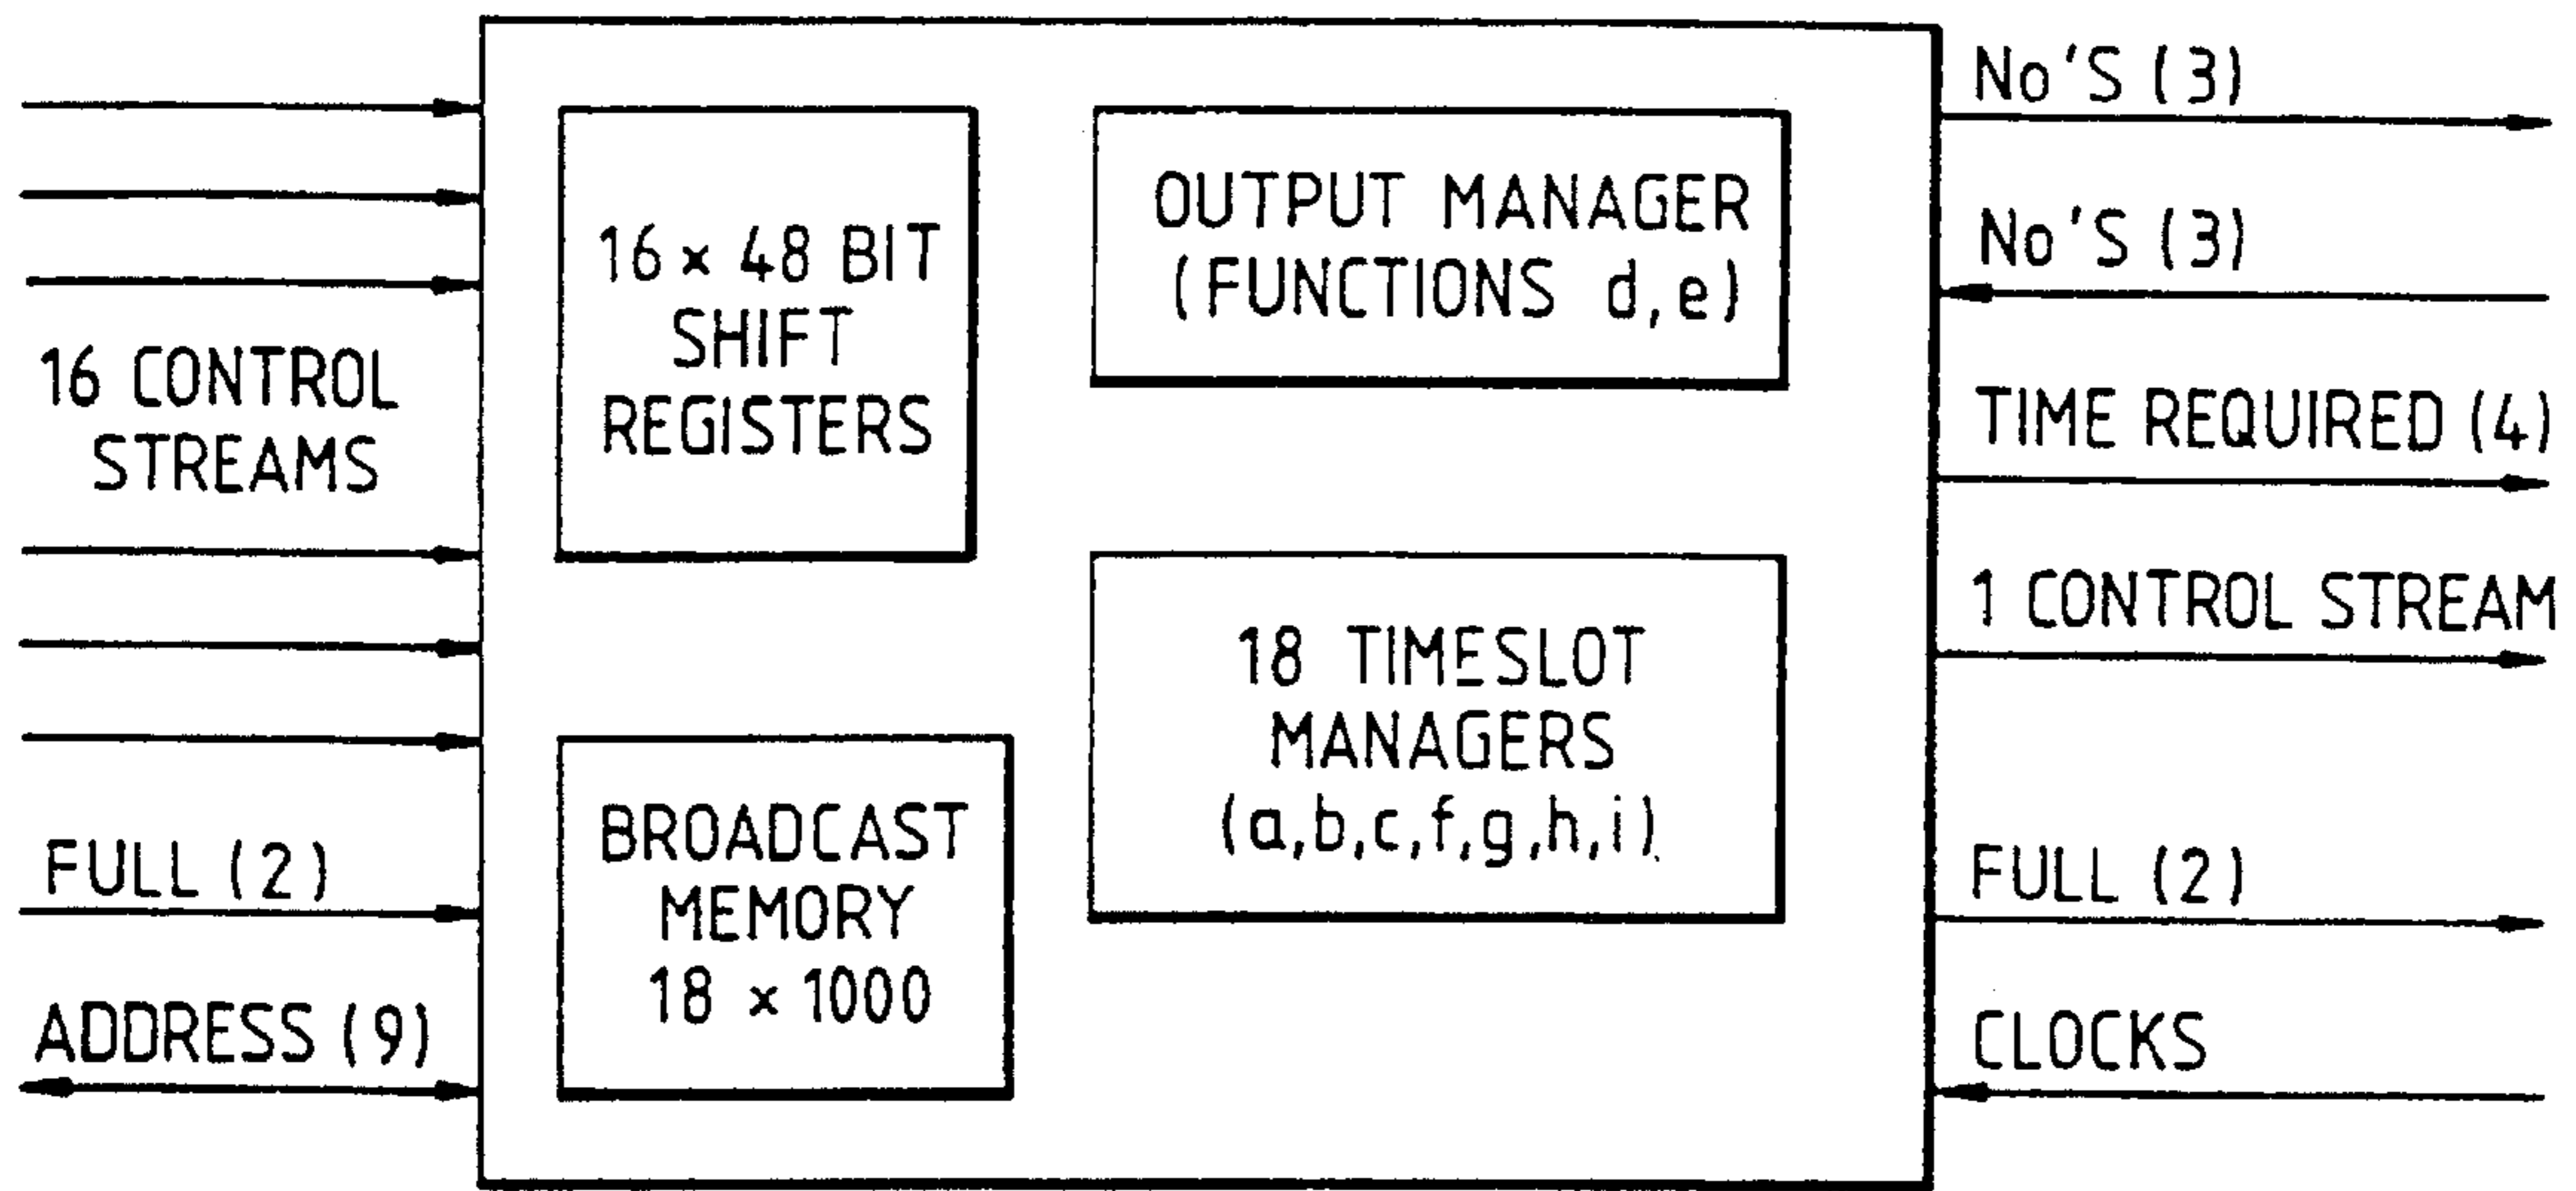 16 CONTROL
STREAMS
FULL (2)
ADDRESS (9)
16 x 48 BIT
SHIFT
REGISTERS
BROADCAST
MEMORY
18 x 1000
OUTPUT MANAGER
(FUNCTIONS d,e)
18 TIMESLOT
MANAGERS
(a,b,c,f,g,h,i)
No'S (3)
No'S (3)
TIME REQUIRED (4)
1 CONTROL STREAM
FULL (2)
CLOCKS